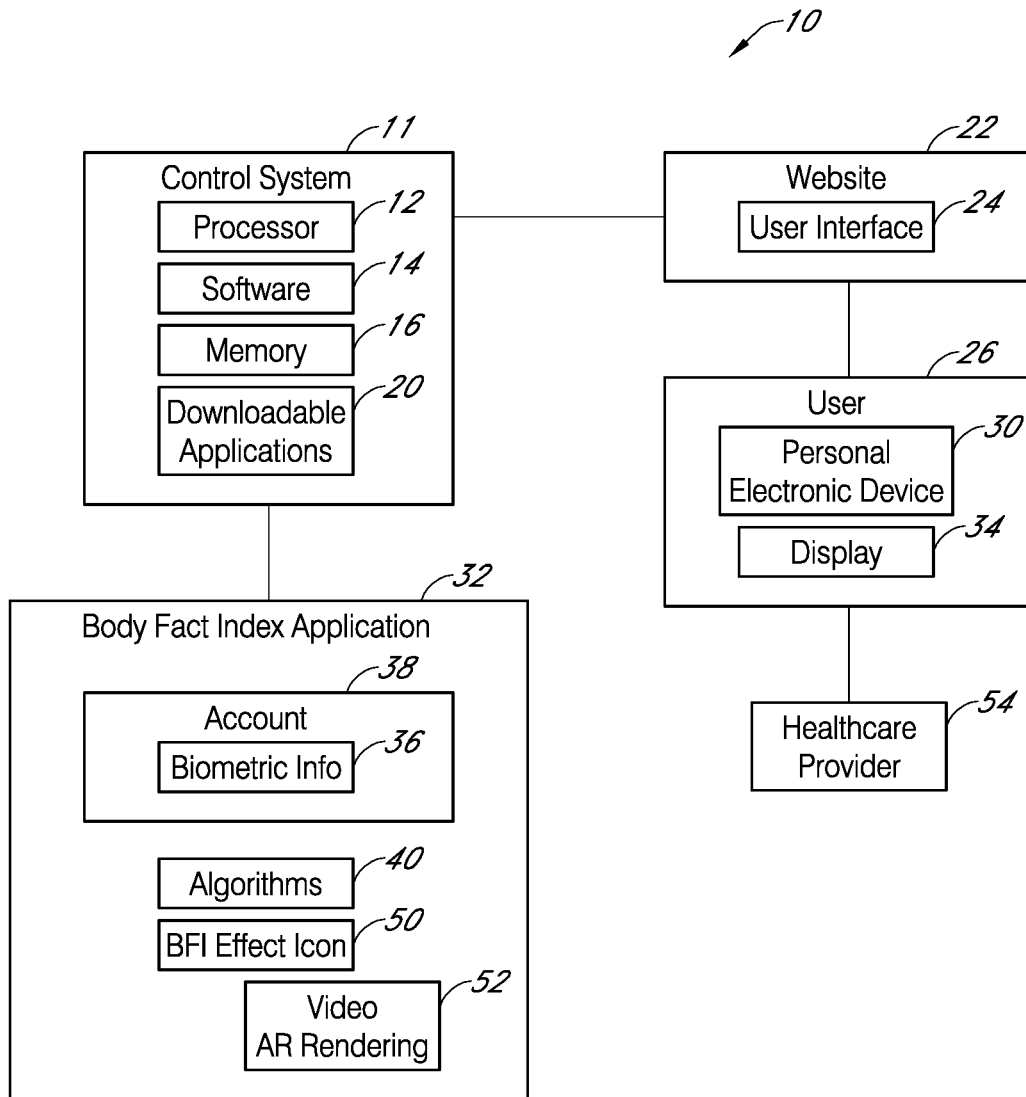 10
11
Control System
Processor
12
Software
14
Memory
16
Downloadable
Applications
20
22
Website
User Interface
24
26
User
Personal
Electronic Device
30
Display
34
Healthcare
Provider
54
32
Body Fact Index Application
38
Account
Biometric Info
36
Algorithms
40
BFI Effect Icon
50
Video
AR Rendering
52